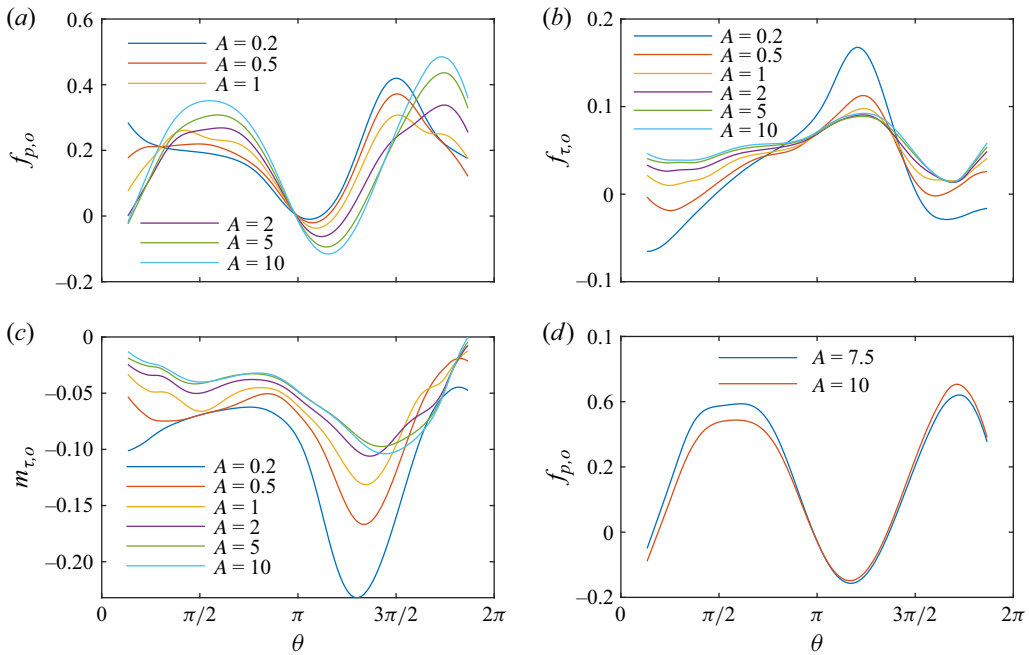 (a)
0.6
0.4
0.2
0
–0.2
f_{p,o}
A = 0.2
A = 0.5
A = 1
A = 2
A = 5
A = 10
(b)
0.2
0.1
0
–0.1
f_{τ,o}
A = 0.2
A = 0.5
A = 1
A = 2
A = 5
A = 10
(c)
0
–0.05
–0.10
–0.15
–0.20
m_{τ,o}
A = 0.2
A = 0.5
A = 1
A = 2
A = 5
A = 10
0
π/2
π
3π/2
2π
θ
(d)
0.1
0.6
0.2
0
–0.2
f_{p,o}
A = 7.5
A = 10
0
π/2
π
3π/2
2π
θ